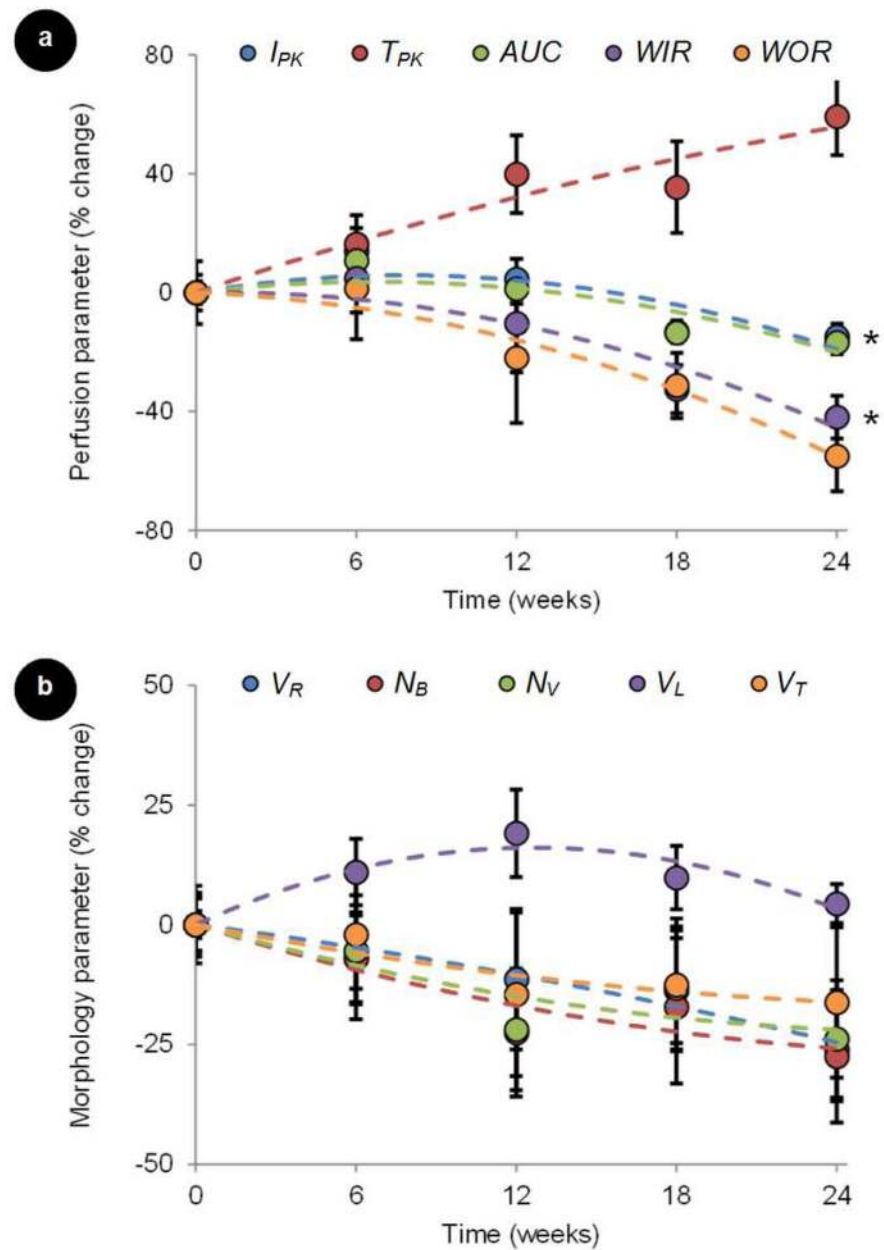 a
I_PK T_PK AUC WIR WOR
80
40
0
-40
-80
Perfusion parameter (% change)
*
*
0 6 12 18 24
Time (weeks)
b
V_R N_B N_V V_L V_T
50
25
0
-25
-50
Morphology parameter (% change)
0 6 12 18 24
Time (weeks)